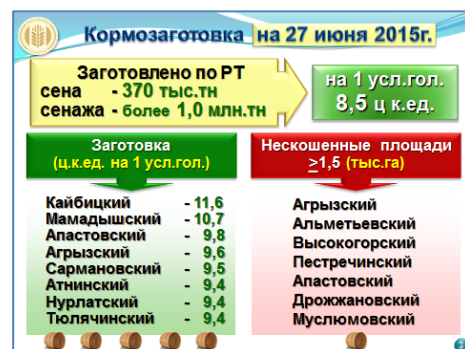 Кормозаготовка на 27 июня 2015г.
Заготовлено по РТ
сена - 370 тыс.тн
сенажа - более 1,0 млн.тн
на 1 усл.гол.
8,5 ц к.ед.
Заготовка
(ц.к.ед. на 1 усл.гол.)
Кайбицкий - 11,6
Мамадышский - 10,7
Апастовский - 9,8
Агрызский - 9,6
Сармановский - 9,5
Атнинский - 9,4
Нурлатский - 9,4
Тюлячинский - 9,4
Нескошенные площади
>1,5 (тыс.га)
Агрызский
Альметьевский
Высокогорский
Пестречинский
Апастовский
Дрожжановский
Муслюмовский